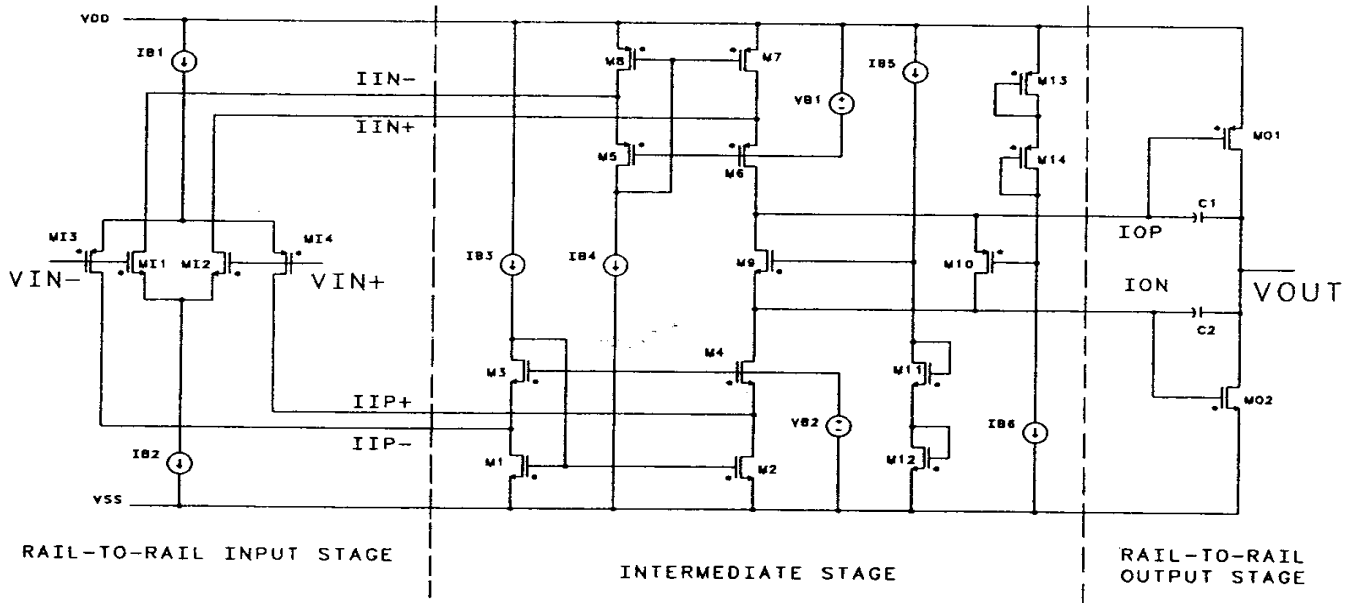 VDD
IB1
IIN-
IIN+
M8
M7
VB1
IB5
M13
M5
M6
M14
MO1
C1
MI3
MI1
MI2
MI4
VIN-
VIN+
IB3
IB4
M9
M10
IOP
ION
VOUT
C2
M3
M4
M11
IIP+
IIP-
VB2
IB6
MO2
IB2
M1
M2
M12
VSS
RAIL-TO-RAIL INPUT STAGE
INTERMEDIATE STAGE
RAIL-TO-RAIL
OUTPUT STAGE